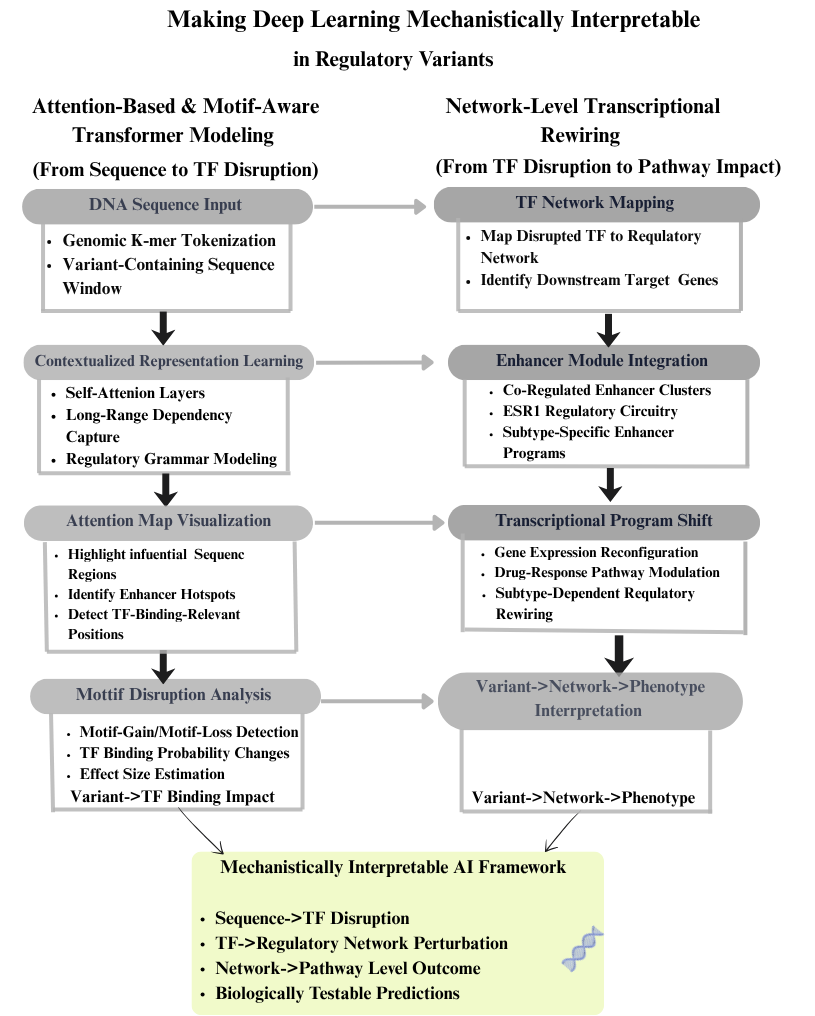 Making Deep Learning Mechanistically Interpretable
in Regulatory Variants
Attention-Based & Motif-Aware
Transformer Modeling
(From Sequence to TF Disruption)
DNA Sequence Input
• Genomic K-mer Tokenization
• Variant-Containing Sequence
Window
Contextualized Representation Learning
• Self-Attenion Layers
• Long-Range Dependency
Capture
• Regulatory Grammar Modeling
Attention Map Visualization
• Highlight infuential Sequenc
Regions
• Identify Enhancer Hotspots
• Detect TF-Binding-Relevant
Positions
Mottif Disruption Analysis
• Motif-Gain/Motif-Loss Detection
• TF Binding Probability Changes
• Effect Size Estimation
Variant->TF Binding Impact
Network-Level Transcriptional
Rewiring
(From TF Disruption to Pathway Impact)
TF Network Mapping
• Map Disrupted TF to Requlatory
Network
• Identify Downstream Target Genes
Enhancer Module Integration
• Co-Regulated Enhancer Clusters
• ESR1 Regulatory Circuitry
• Subtype-Specific Enhancer
Programs
Transcriptional Program Shift
• Gene Expression Reconfiguration
• Drug-Response Pathway Modulation
• Subtype-Dependent Requlatory
Rewiring
Variant->Network->Phenotype
Interrpretation
Variant->Network->Phenotype
Mechanistically Interpretable AI Framework
• Sequence->TF Disruption
• TF->Regulatory Network Perturbation
• Network->Pathway Level Outcome
• Biologically Testable Predictions